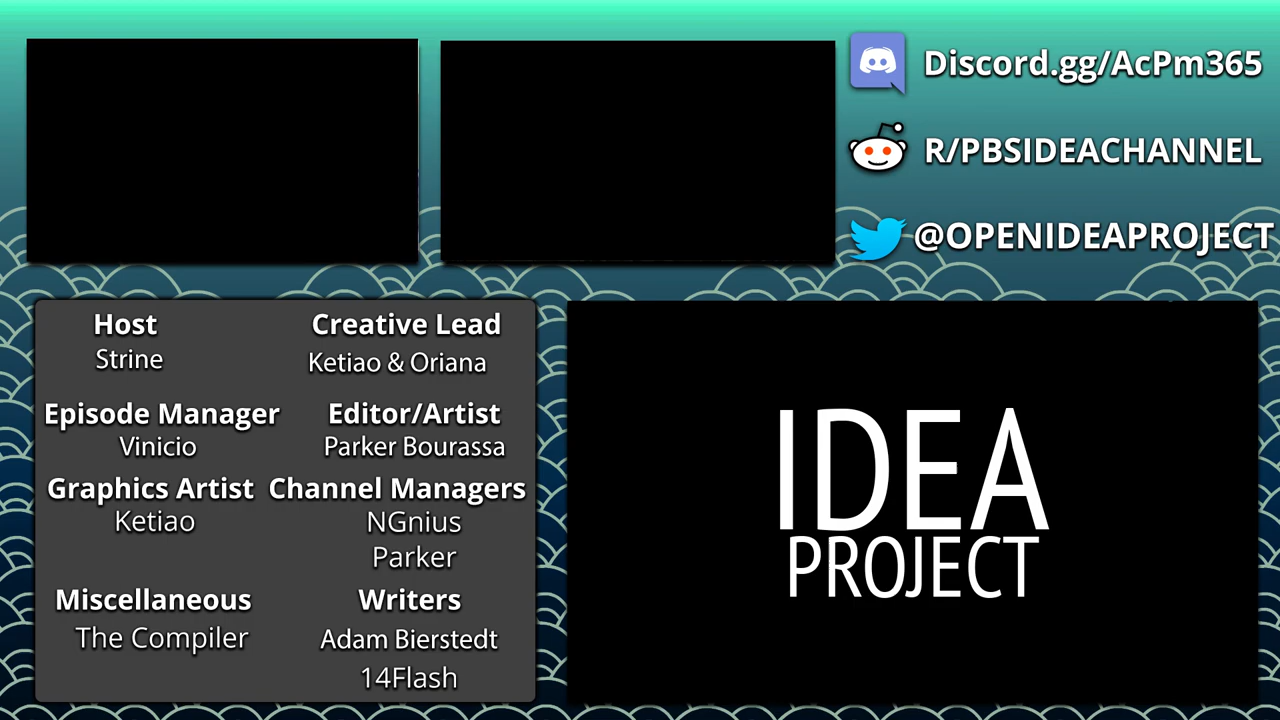 Discord.gg/AcPm365
R/PBSIDEACHANNEL
@OPENIDEAPROJECT
Host
Strine
Creative Lead
Ketiao & Oriana
Episode Manager
Vinicio
Editor/Artist
Parker Bourassa
Graphics Artist
Ketiao
Channel Managers
NGnius
Parker
Miscellaneous
The Compiler
Writers
Adam Bierstedt
14Flash
IDEA
PROJECT